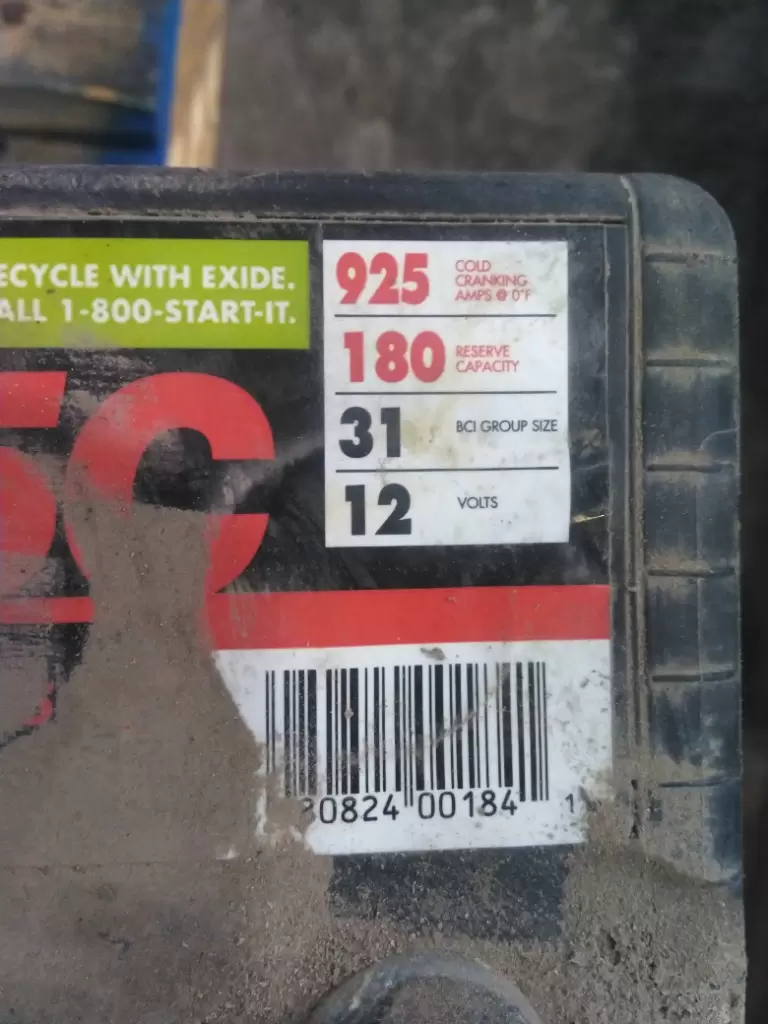 ECYCLE WITH EXIDE.
ALL 1-800-START-IT.
925 COLD
CRANKING
AMPS @ 0°F
180 RESERVE
CAPACITY
31 BCI GROUP SIZE
12 VOLTS
0824 00184 1